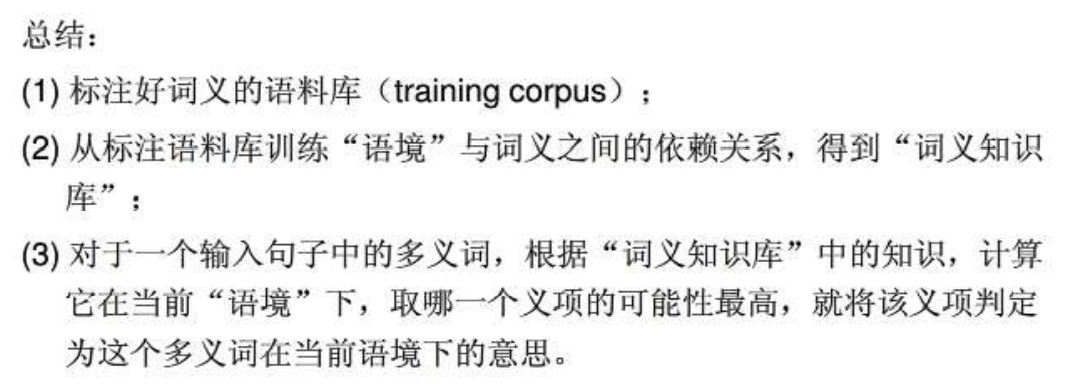 总结：
(1) 标注好词义的语料库（training corpus）；
(2) 从标注语料库训练“语境”与词义之间的依赖关系，得到“词义知识
库”；
(3) 对于一个输入句子中的多义词，根据“词义知识库”中的知识，计算
它在当前“语境”下，取哪一个义项的可能性最高，就将该义项判定
为这个多义词在当前语境下的意思。